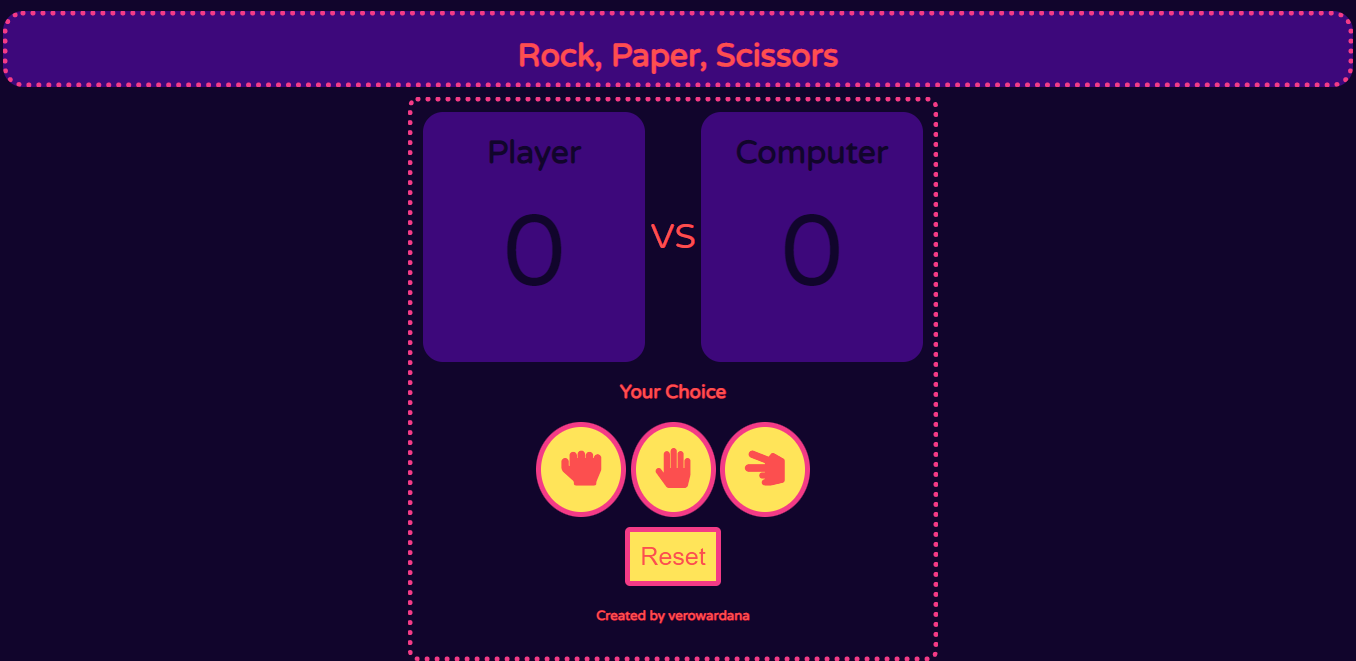 Rock, Paper, Scissors
Player
Computer
0
VS
0
Your Choice
Reset
Created by verowardana